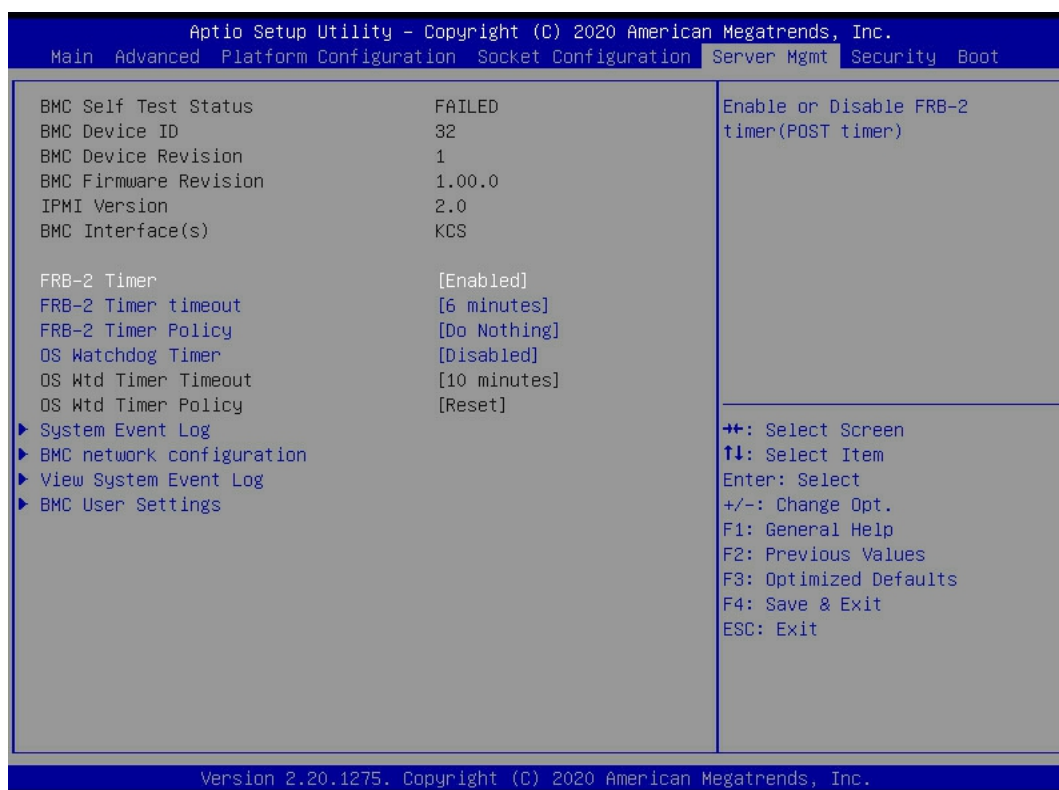 Aptio Setup Utility – Copyright (C) 2020 American Megatrends, Inc.
Main Advanced Platform Configuration Socket Configuration Server Mgmt Security Boot
BMC Self Test Status FAILED
BMC Device ID 32
BMC Device Revision 1
BMC Firmware Revision 1.00.0
IPMI Version 2.0
BMC Interface(s) KCS
FRB-2 Timer [Enabled]
FRB-2 Timer timeout [6 minutes]
FRB-2 Timer Policy [Do Nothing]
OS Watchdog Timer [Disabled]
OS Wtd Timer Timeout [10 minutes]
OS Wtd Timer Policy [Reset]
▶ System Event Log
▶ BMC network configuration
▶ View System Event Log
▶ BMC User Settings
Enable or Disable FRB-2
timer(POST timer)
→←: Select Screen
↑↓: Select Item
Enter: Select
+/-: Change Opt.
F1: General Help
F2: Previous Values
F3: Optimized Defaults
F4: Save & Exit
ESC: Exit
Version 2.20.1275. Copyright (C) 2020 American Megatrends, Inc.